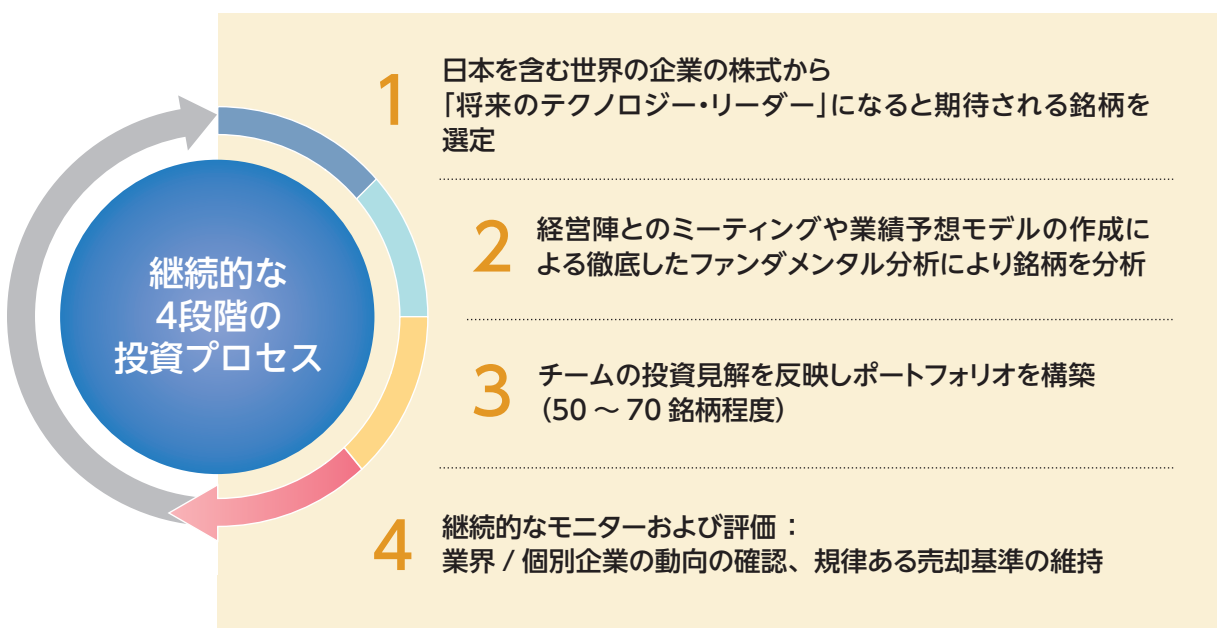 継続的な
4段階の
投資プロセス
1
日本を含む世界の企業の株式から
「将来のテクノロジー・リーダー」になると期待される銘柄を
選定
2
経営陣とのミーティングや業績予想モデルの作成に
よる徹底したファンダメンタル分析により銘柄を分析
3
チームの投資見解を反映しポートフォリオを構築
（50 ～ 70 銘柄程度）
4
継続的なモニターおよび評価 ：
業界 / 個別企業の動向の確認、規律ある売却基準の維持